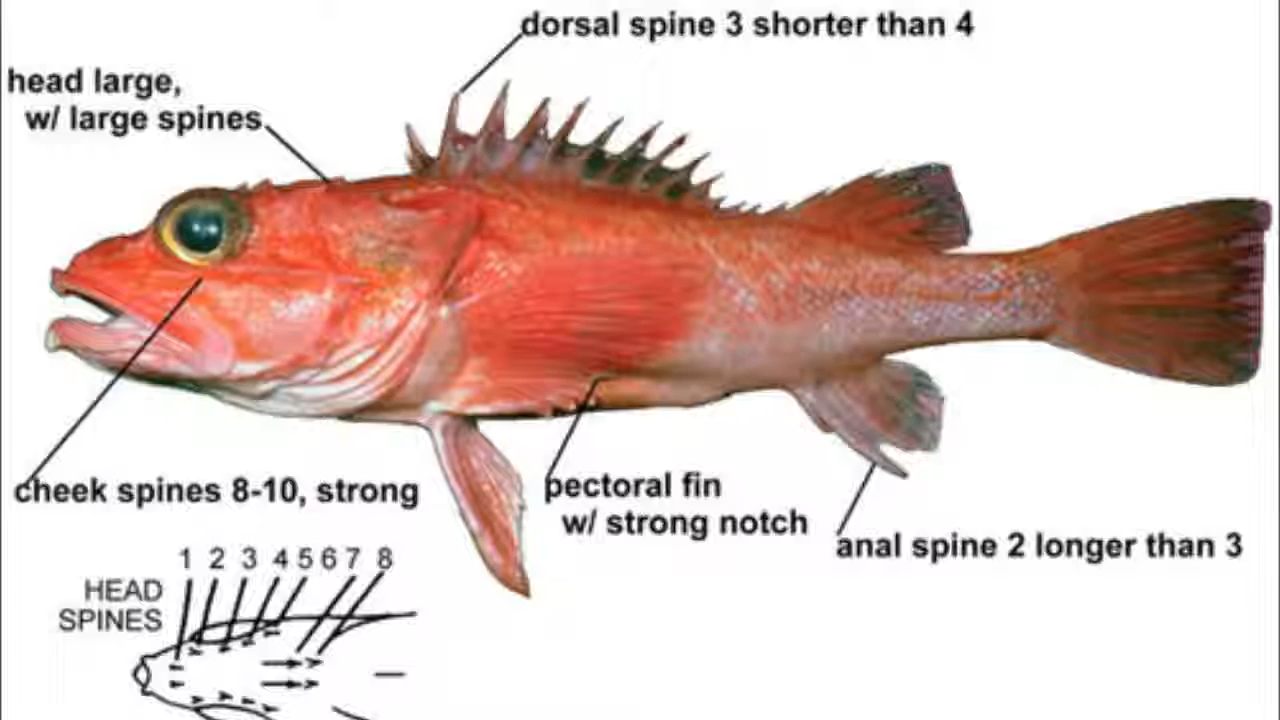 dorsal spine 3 shorter than 4
head large,
w/ large spines
cheek spines 8-10, strong
pectoral fin
w/ strong notch
anal spine 2 longer than 3
1 2 3 4 5 6 7 8
HEAD
SPINES